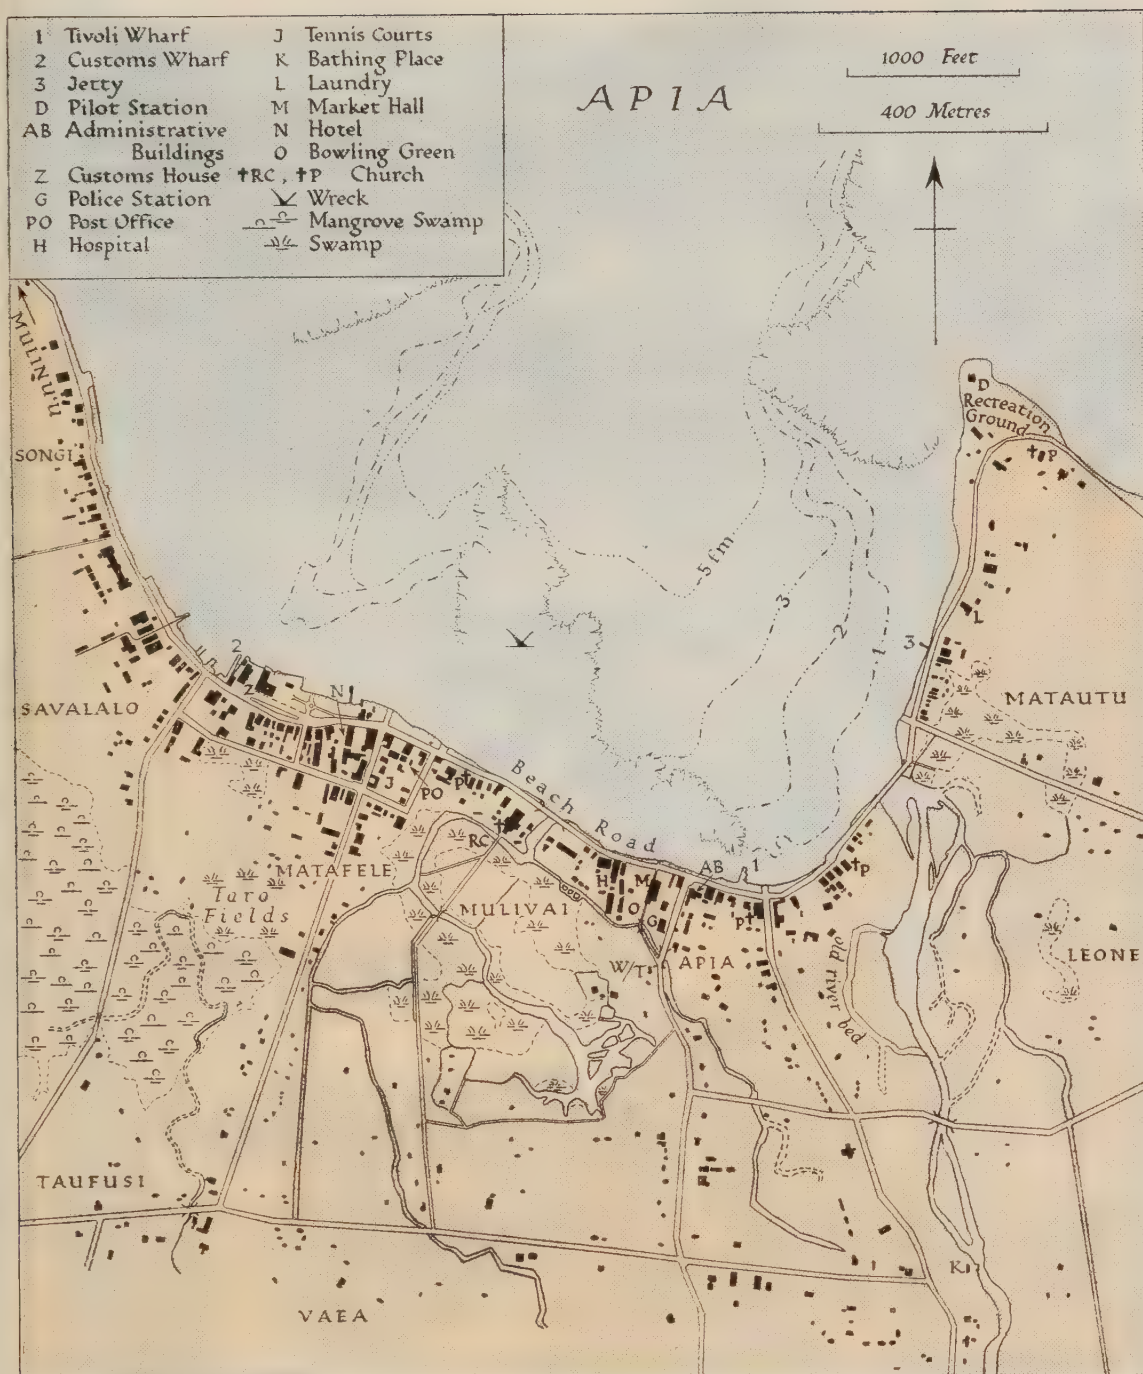 1 Tivoli Wharf
2 Customs Wharf
3 Jetty
D Pilot Station
AB Administrative
Buildings
Z Customs House
G Police Station
PO Post Office
H Hospital
J Tennis Courts
K Bathing Place
L Laundry
M Market Hall
N Hotel
O Bowling Green
†RC, †P Church
Wreck
Mangrove Swamp
Swamp
APIA
1000 Feet
400 Metres
MULINU'U
SONGI
D
Recreation
Ground
P
5fm
3
2
1
L
3
2
Z
N
SAVALALO
MATAUTU
J
PO
P
Beach Road
RC
MATAFELE
Taro
Fields
MULIVAI
H
M
O
G
AB
1
P
P
W/T
APIA
old river bed
LEONE
TAUFUSI
K
VAEA